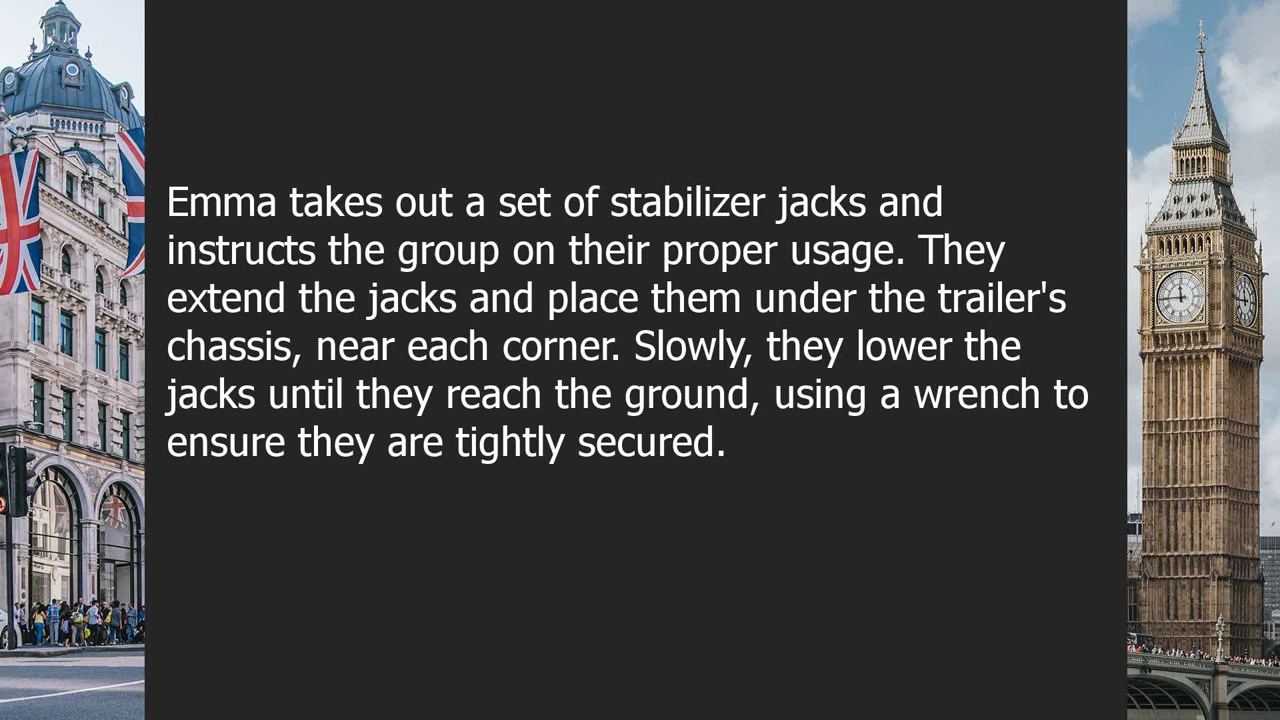 Emma takes out a set of stabilizer jacks and
instructs the group on their proper usage. They
extend the jacks and place them under the trailer's
chassis, near each corner. Slowly, they lower the
jacks until they reach the ground, using a wrench to
ensure they are tightly secured.